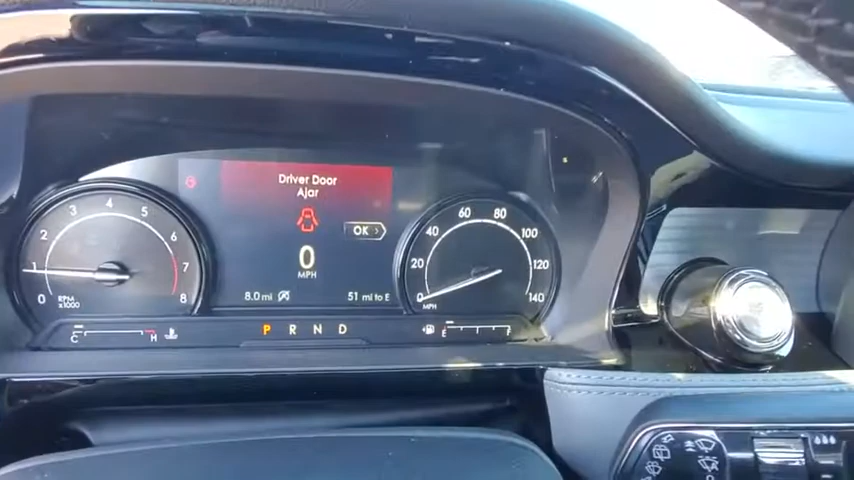 Driver Door
Ajar
OK >
0
MPH
8.0 mi
51 mi to E
0 1 2 3 4 5 6 7 8
RPM
x1000
0 20 40 60 80 100 120 140
MPH
C H
P R N D
E F